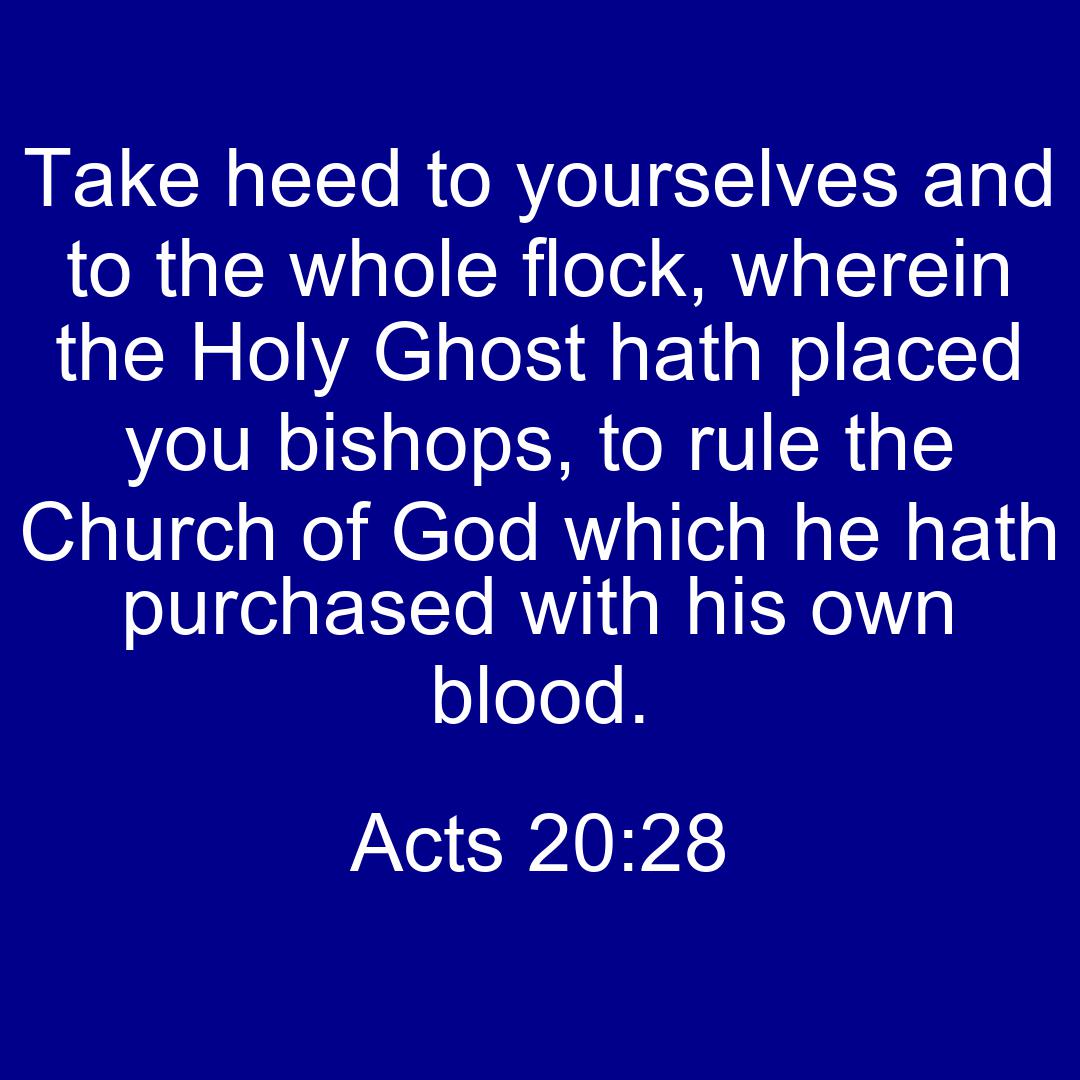 Take heed to yourselves and
to the whole flock, wherein
the Holy Ghost hath placed
you bishops, to rule the
Church of God which he hath
purchased with his own
blood.
Acts 20:28